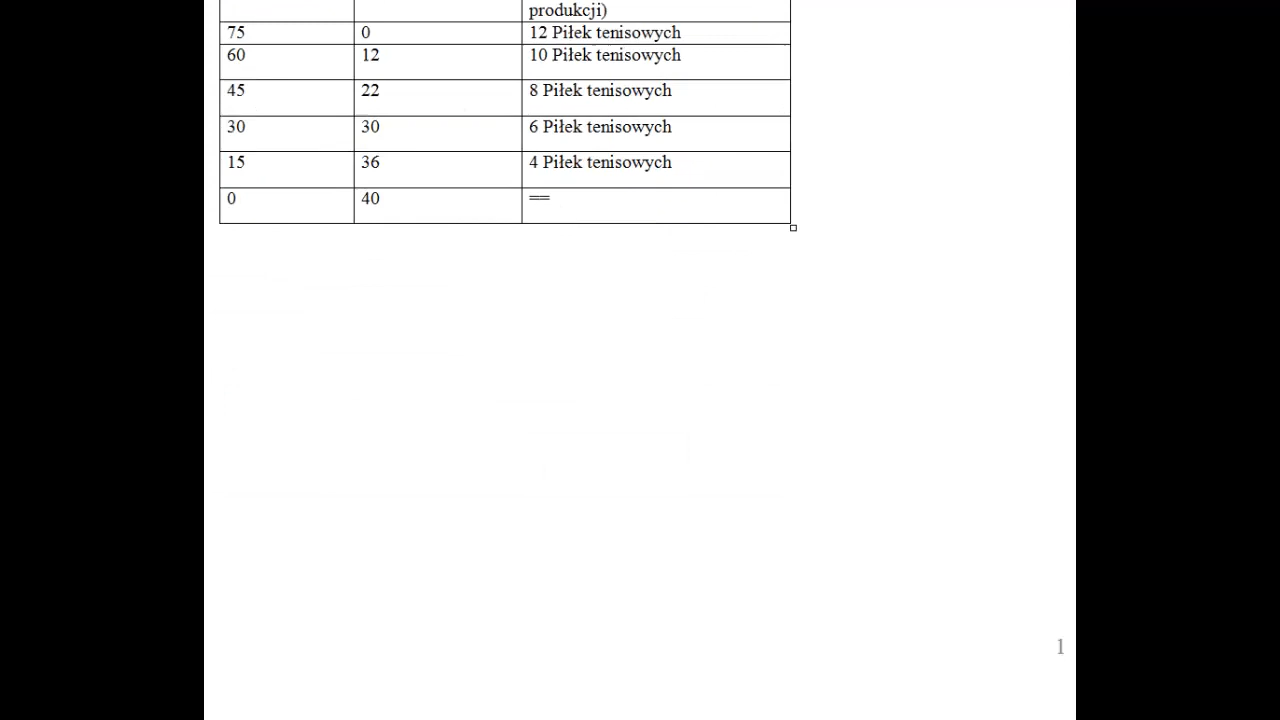 produkcji)
75 0 12 Piłek tenisowych
60 12 10 Piłek tenisowych
45 22 8 Piłek tenisowych
30 30 6 Piłek tenisowych
15 36 4 Piłek tenisowych
0 40 ==
1